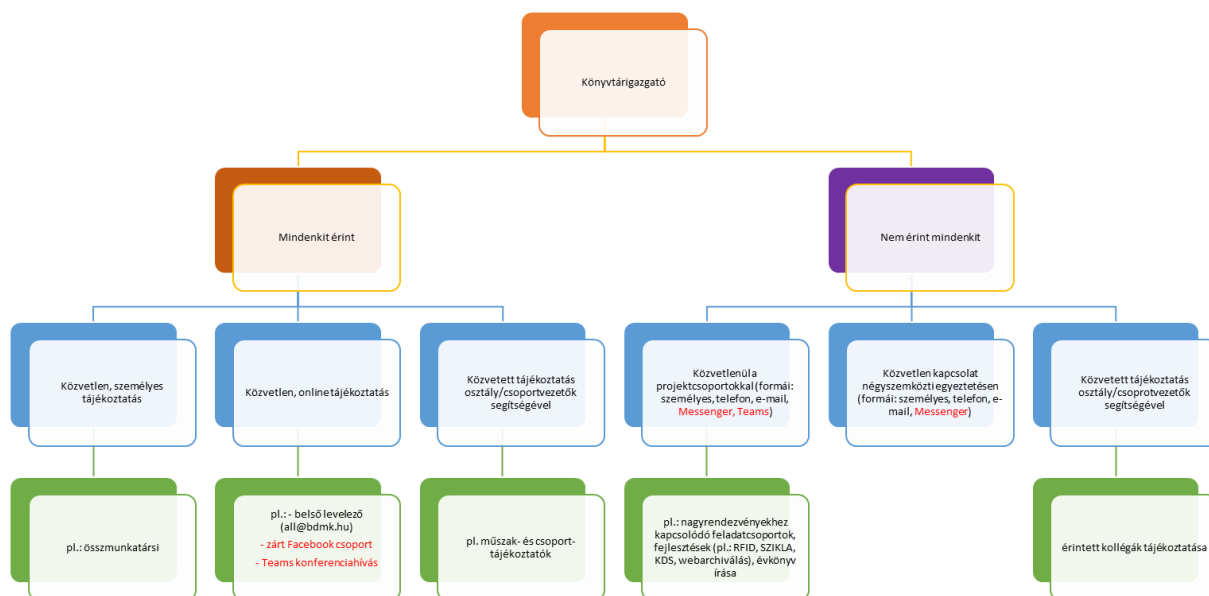 Könyvtárigazgató
Mindenkit érint
Nem érint mindenkit
Közvetlen, személyes
tájékoztatás
Közvetlen, online tájékoztatás
Közvetett tájékoztatás
osztály/csoportvezetők
segítségével
Közvetlenül a
projektcsoportokkal (formái:
személyes, telefon, e-mail,
Messenger, Teams)
Közvetlen kapcsolat
négyszemközti egyeztetésen
(formái: személyes, telefon, e-
mail, Messenger)
Közvetett tájékoztatás
osztály/csoprotvezetők
segítségével
pl.: összmunkatársi
pl.: - belső levelező
(all@bdmk.hu)
- zárt Facebook csoport
- Teams konferenciahívás
pl. műszak- és csoport-
tájékoztatók
pl.: nagyrendezvényekhez
kapcsolódó feladatcsoportok,
fejlesztések (pl.: RFID, SZIKLA,
KDS, webarchiválás), évkönyv
írása
érintett kollégák tájékoztatása